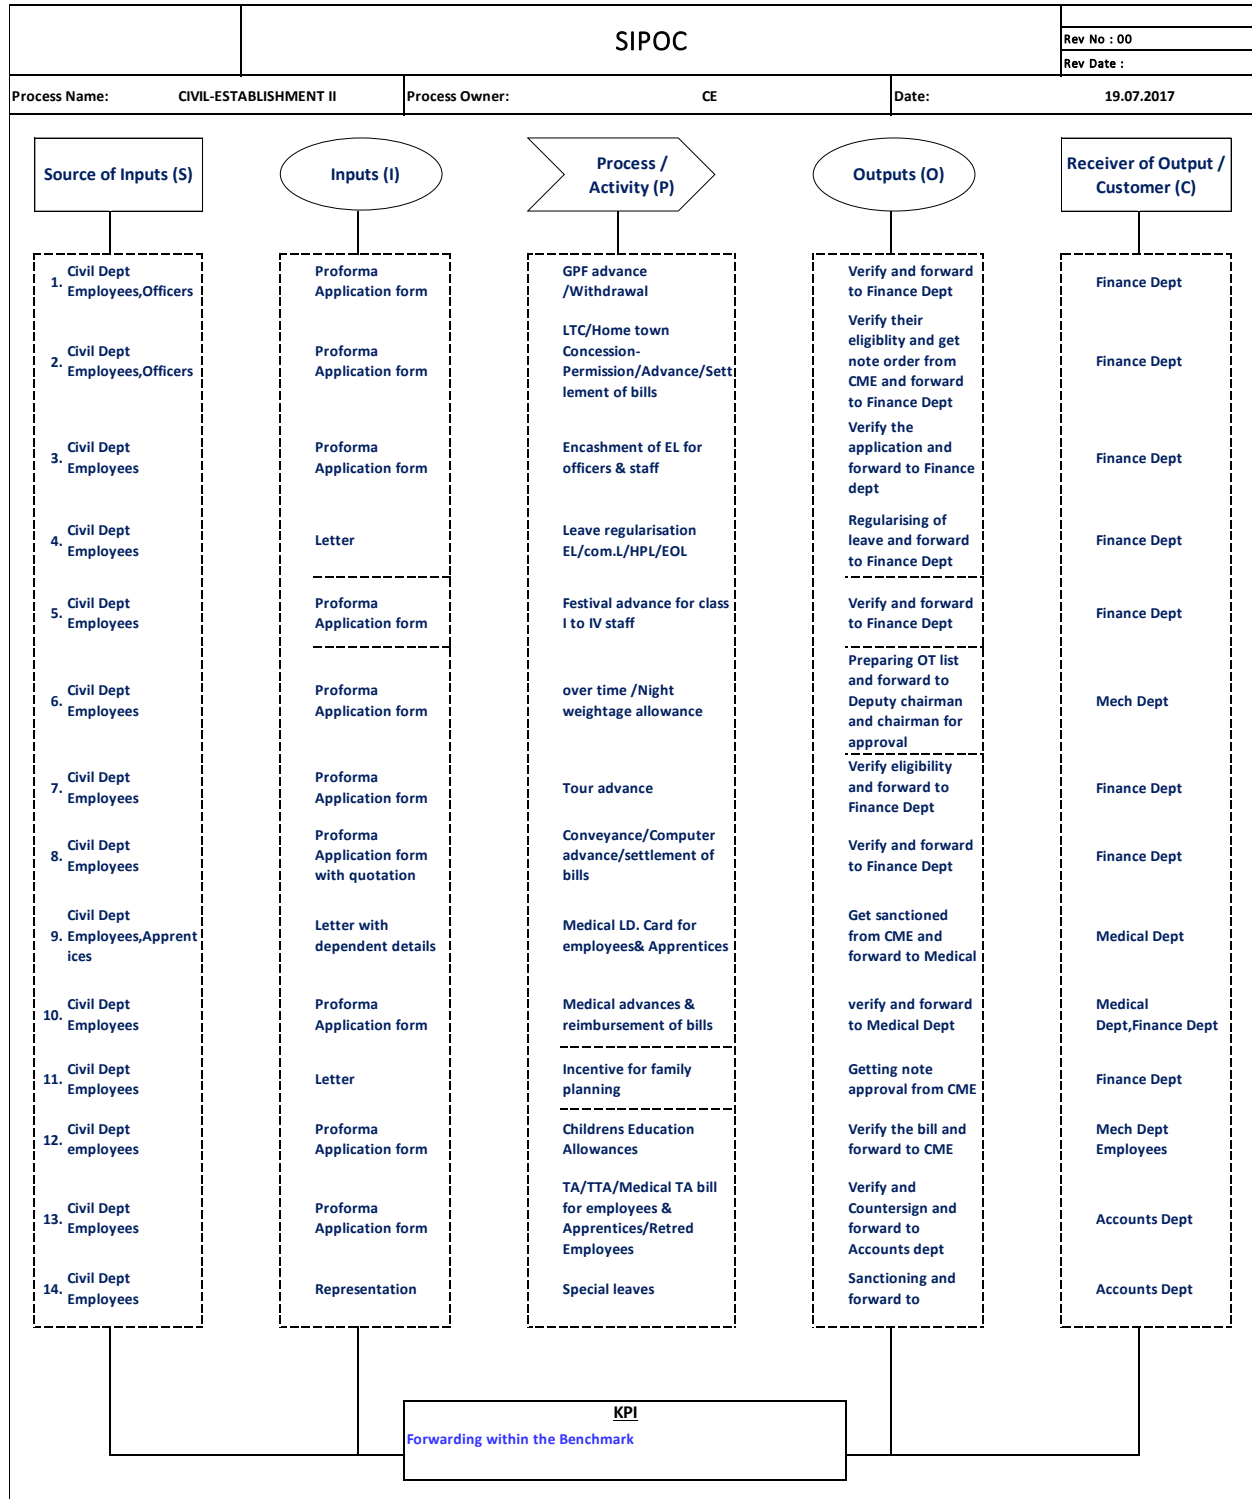 SIPOC
Rev No : 00
Rev Date :
Process Name: CIVIL-ESTABLISHMENT II Process Owner: CE Date: 19.07.2017
Source of Inputs (S)
Inputs (I)
Process /
Activity (P)
Outputs (O)
Receiver of Output /
Customer (C)
1.
Civil Dept
Employees,Officers
Proforma
Application form
GPF advance
/Withdrawal
Verify and forward
to Finance Dept
Finance Dept
2.
Civil Dept
Employees,Officers
Proforma
Application form
LTC/Home town
Concession-
Permission/Advance/Sett
lement of bills
Verify their
eligiblity and get
note order from
CME and forward
to Finance Dept
Finance Dept
3.
Civil Dept
Employees
Proforma
Application form
Encashment of EL for
officers & staff
Verify the
application and
forward to Finance
dept
Finance Dept
4.
Civil Dept
Employees
Letter
Leave regularisation
EL/com.L/HPL/EOL
Regularising of
leave and forward
to Finance Dept
Finance Dept
5.
Civil Dept
Employees
Proforma
Application form
Festival advance for class
I to IV staff
Verify and forward
to Finance Dept
Finance Dept
6.
Civil Dept
Employees
Proforma
Application form
over time /Night
weightage allowance
Preparing OT list
and forward to
Deputy chairman
and chairman for
approval
Mech Dept
7.
Civil Dept
Employees
Proforma
Application form
Tour advance
Verify eligibility
and forward to
Finance Dept
Finance Dept
8.
Civil Dept
Employees
Proforma
Application form
with quotation
Conveyance/Computer
advance/settlement of
bills
Verify and forward
to Finance Dept
Finance Dept
9.
Civil Dept
Employees,Apprent
ices
Letter with
dependent details
Medical I.D. Card for
employees& Apprentices
Get sanctioned
from CME and
forward to Medical
Medical Dept
10.
Civil Dept
Employees
Proforma
Application form
Medical advances &
reimbursement of bills
verify and forward
to Medical Dept
Medical
Dept,Finance Dept
11.
Civil Dept
Employees
Letter
Incentive for family
planning
Getting note
approval from CME
Finance Dept
12.
Civil Dept
employees
Proforma
Application form
Childrens Education
Allowances
Verify the bill and
forward to CME
Mech Dept
Employees
13.
Civil Dept
Employees
Proforma
Application form
TA/TTA/Medical TA bill
for employees &
Apprentices/Retred
Employees
Verify and
Countersign and
forward to
Accounts dept
Accounts Dept
14.
Civil Dept
Employees
Representation
Special leaves
Sanctioning and
forward to
Accounts Dept
KPI
Forwarding within the Benchmark